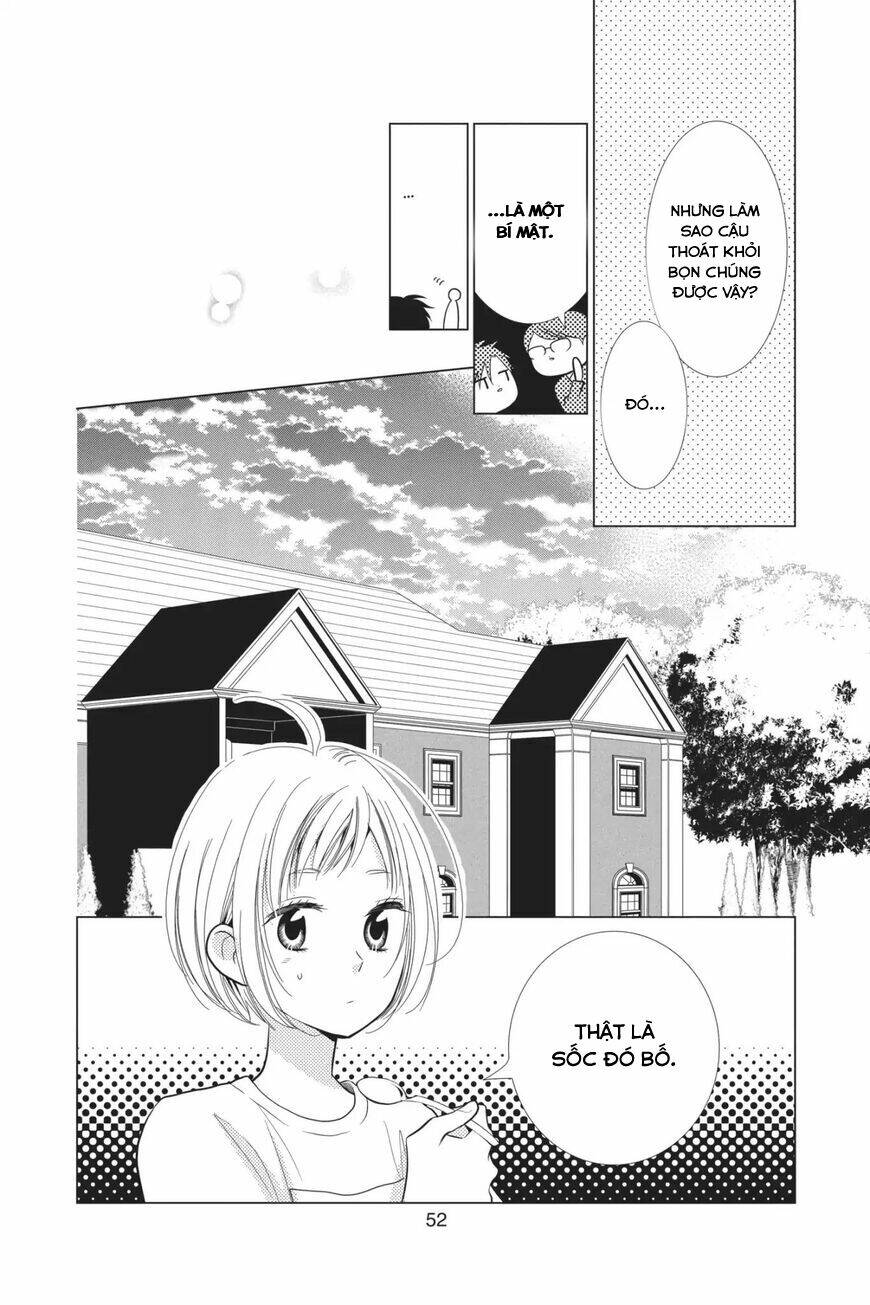 NHƯNG LÀM
SAO CẬU
THOÁT KHỎI
BỌN CHÚNG
ĐƯỢC VẬY?
ĐÓ...
...LÀ MỘT
BÍ MẬT.
...
THẬT LÀ
SỐC ĐÓ BỐ.
52